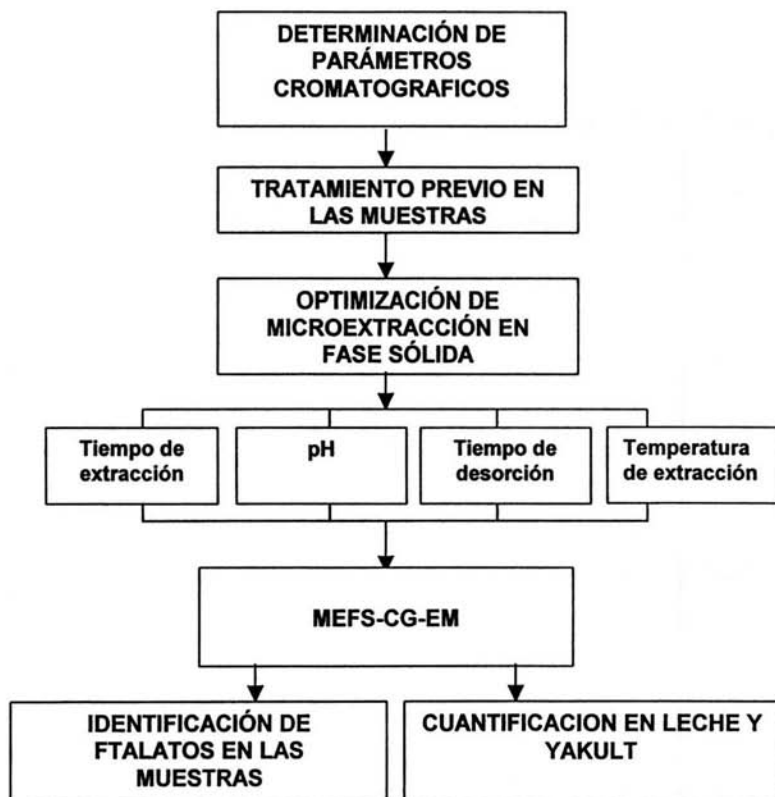 DETERMINACIÓN DE
PARÁMETROS
CROMATOGRAFICOS
TRATAMIENTO PREVIO EN
LAS MUESTRAS
OPTIMIZACIÓN DE
MICROEXTRACCIÓN EN
FASE SÓLIDA
Tiempo de
extracción
pH
Tiempo de
desorción
Temperatura
de extracción
MEFS-CG-EM
IDENTIFICACIÓN DE
FTALATOS EN LAS
MUESTRAS
CUANTIFICACION EN LECHE Y
YAKULT